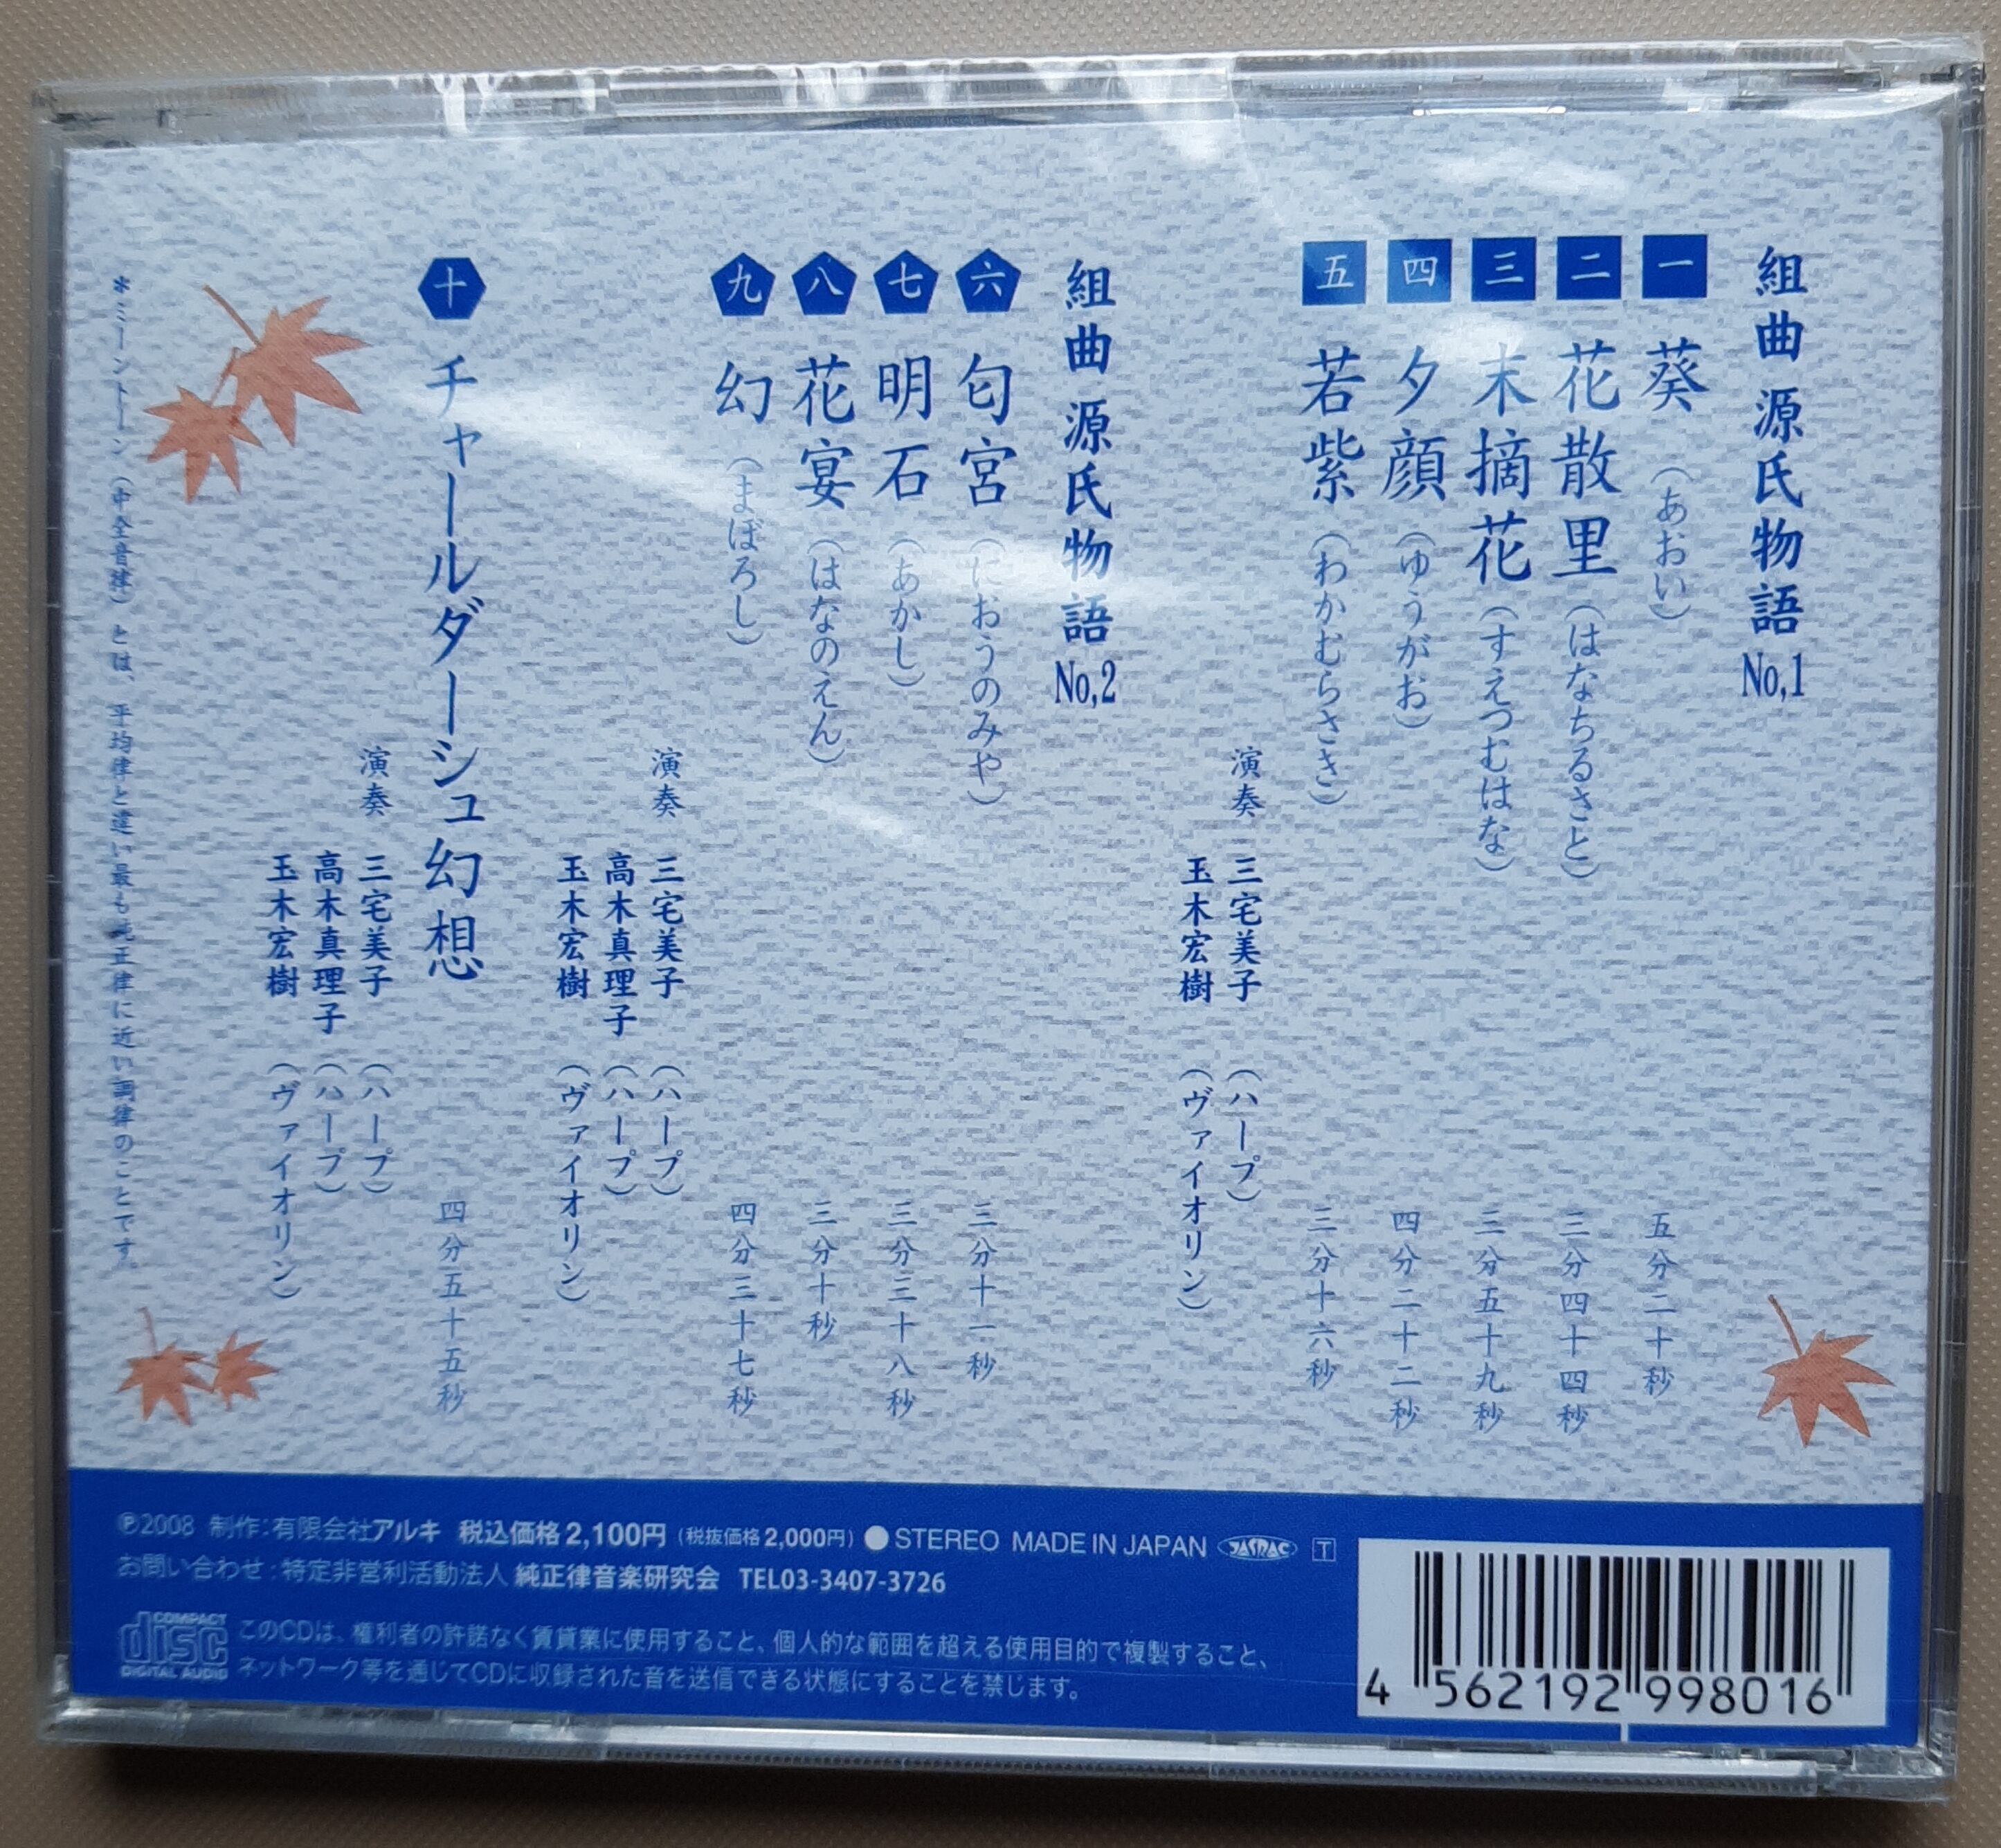 組曲 源氏物語 No,1
一 葵（あおい） 五分二十秒
二 花散里（はなちるさと） 三分四十四秒
三 末摘花（すえつむはな） 三分五十九秒
四 夕顔（ゆうがお） 四分二十二秒
五 若紫（わかむらさき） 三分十六秒
演奏 三宅美子（ハープ）
玉木宏樹（ヴァイオリン）
組曲 源氏物語 No,2
六 匂宮（におうのみや） 三分十一秒
七 明石（あかし） 三分三十八秒
八 花宴（はなのえん） 三分十秒
九 幻（まぼろし） 四分三十七秒
演奏 三宅美子（ハープ）
高木真理子（ハープ）
玉木宏樹（ヴァイオリン）
十 チャールダーシュ幻想 四分五十五秒
演奏 三宅美子（ハープ）
高木真理子（ハープ）
玉木宏樹（ヴァイオリン）
＊ミーントーン（中全音律）とは、平均律と違い最も純正律に近い調律のことです。
Ⓟ2008 制作：有限会社アルキ 税込価格2,100円（税抜価格2,000円）●STEREO MADE IN JAPAN JASRAC T
お問い合わせ：特定非営利活動法人 純正律音楽研究会 TEL03-3407-3726
COMPACT
disc
DIGITAL AUDIO
このCDは、権利者の許諾なく賃貸業に使用すること、個人的な範囲を超える使用目的で複製すること、
ネットワーク等を通じてCDに収録された音を送信できる状態にすることを禁じます。
4 562192 998016